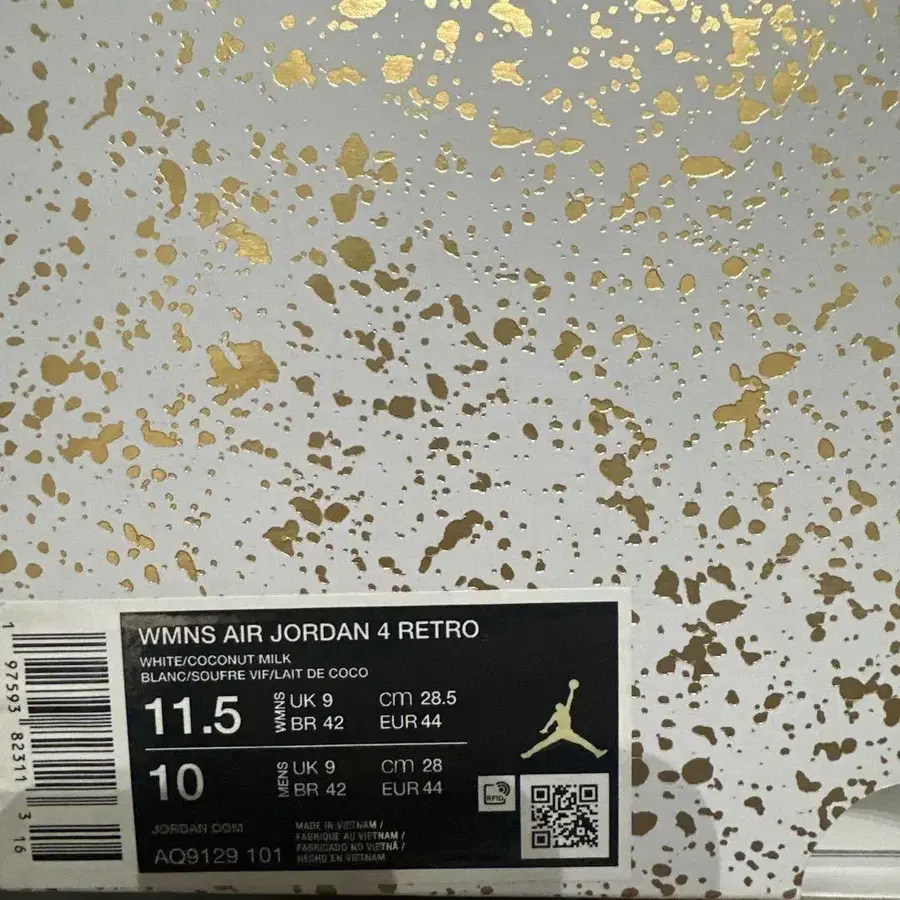 WMNS AIR JORDAN 4 RETRO
WHITE/COCONUT MILK
BLANC/SOUFRE VIF/LAIT DE COCO
11.5 WMNS UK 9 cm 28.5
BR 42 EUR 44
10 MENS UK 9 cm 28
BR 42 EUR 44
RFID
JORDAN.COM
AQ9129 101
MADE IN VIETNAM /
FABRIQUE AU VIETNAM /
FABRICADO NO VIETNÃ /
HECHO EN VIETNAM
1 97593 82311 3 16